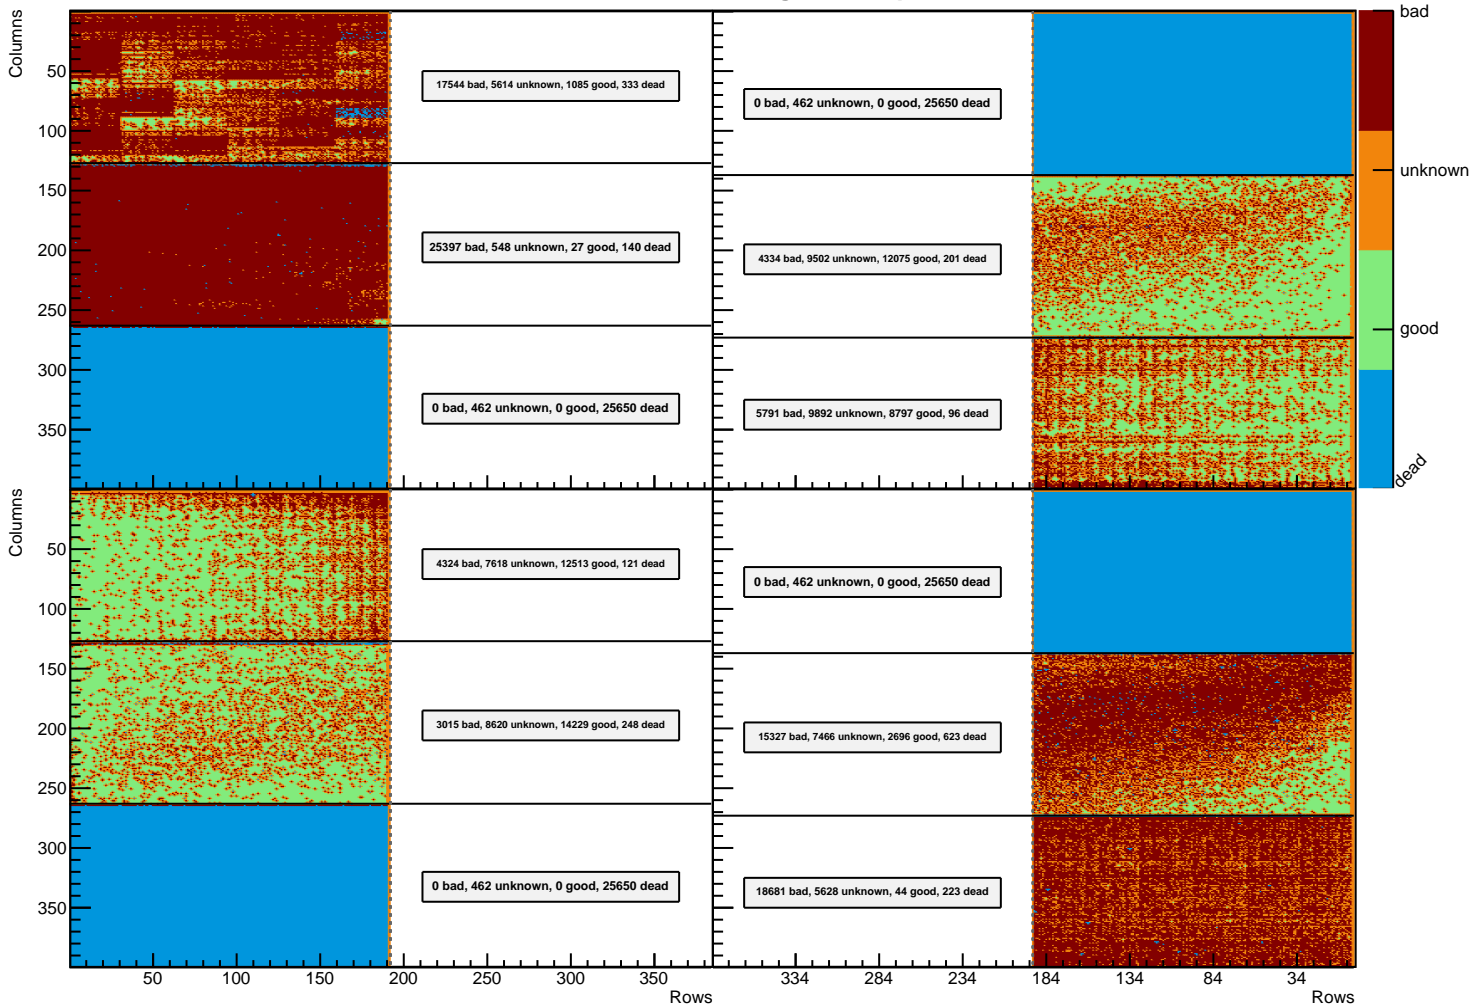 bad
unknown
good
dead
Columns
50
100
150
200
250
300
350
17544 bad, 5614 unknown, 1085 good, 333 dead
25397 bad, 548 unknown, 27 good, 140 dead
0 bad, 462 unknown, 0 good, 25650 dead
0 bad, 462 unknown, 0 good, 25650 dead
4334 bad, 9502 unknown, 12075 good, 201 dead
5791 bad, 9892 unknown, 8797 good, 96 dead
Columns
50
100
150
200
250
300
350
4324 bad, 7618 unknown, 12513 good, 121 dead
3015 bad, 8620 unknown, 14229 good, 248 dead
0 bad, 462 unknown, 0 good, 25650 dead
0 bad, 462 unknown, 0 good, 25650 dead
15327 bad, 7466 unknown, 2696 good, 623 dead
18681 bad, 5628 unknown, 44 good, 223 dead
50 100 150 200 250 300 350
Rows
334 284 234 184 134 84 34
Rows